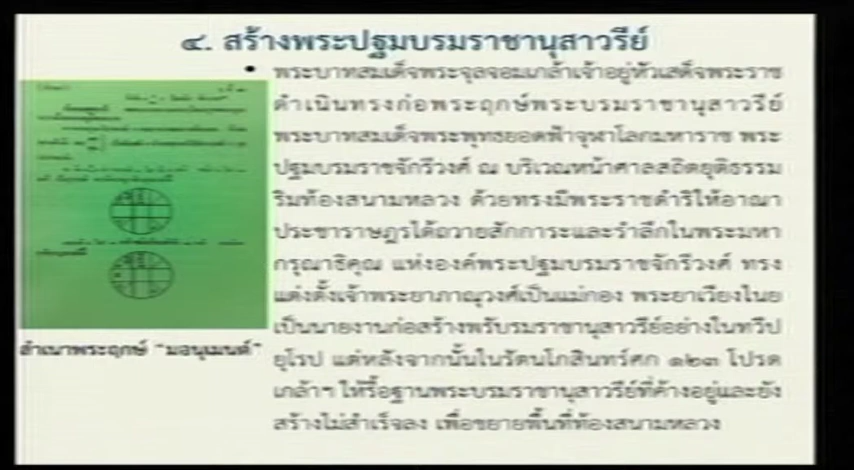 ๔. สร้างพระปฐมบรมราชานุสาวรีย์
• พระบาทสมเด็จพระจุลจอมเกล้าเจ้าอยู่หัวเสด็จพระราช
ดำเนินทรงก่อพระฤกษ์พระบรมราชานุสาวรีย์
พระบาทสมเด็จพระพุทธยอดฟ้าจุฬาโลกมหาราช พระ
ปฐมบรมราชจักรีวงศ์ ณ บริเวณหน้าศาลสถิตยุติธรรม
ริมท้องสนามหลวง ด้วยทรงมีพระราชดำริให้อาณา
ประชาราษฎรได้ถวายสักการะและรำลึกในพระมหา
กรุณาธิคุณ แห่งองค์พระปฐมบรมราชจักรีวงศ์ ทรง
แต่งตั้งเจ้าพระยาภาณุวงศ์เป็นแม่กอง พระยาเวียงในย
เป็นนายงานก่อสร้างพรับรมราชานุสาวรีย์อย่างในทวีป
ยุโรป แต่หลังจากนั้นในรัตนโกสินทร์ศก ๑๒๓ โปรด
เกล้าฯ ให้รื้อฐานพระบรมราชานุสาวรีย์ที่ค้างอยู่และยัง
สร้างไม่สำเร็จลง เพื่อขยายพื้นที่ท้องสนามหลวง
สำเนาพระฤกษ์ "มอนุเมนต์"